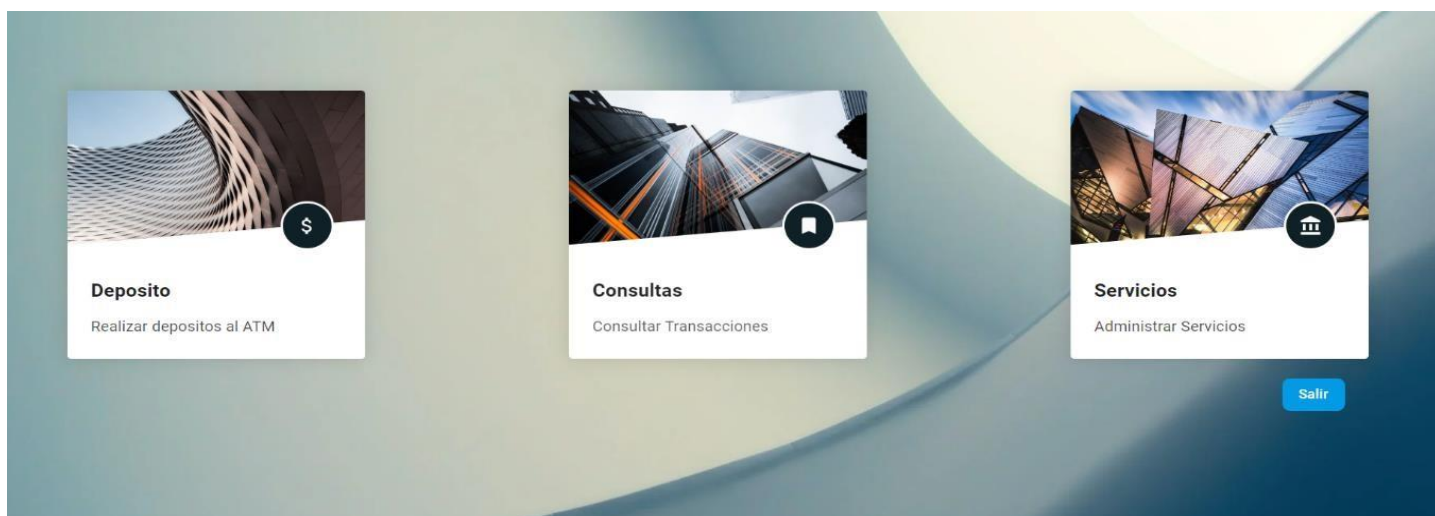 Deposito
Realizar depositos al ATM
Consultas
Consultar Transacciones
Servicios
Administrar Servicios
Salir